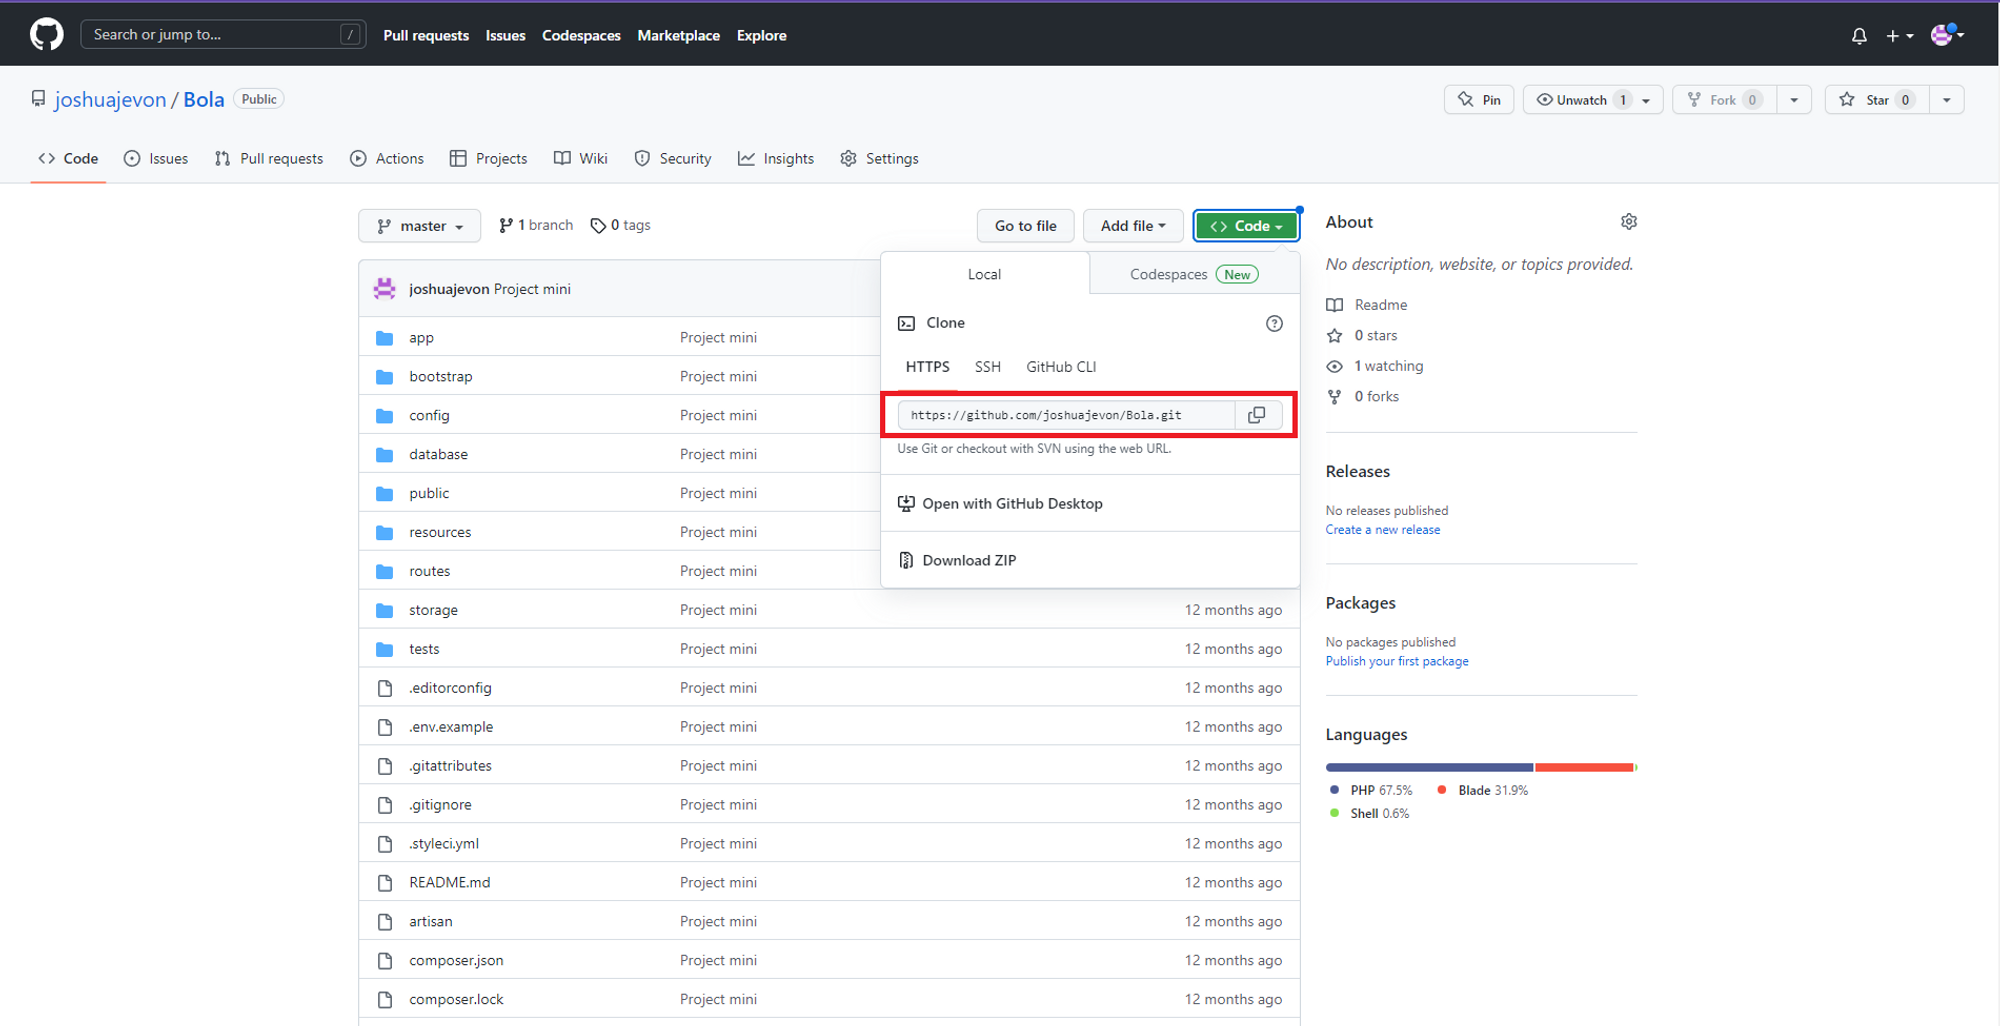 Search or jump to... /
Pull requests Issues Codespaces Marketplace Explore
joshuajevon / Bola Public
Pin Unwatch 1 Fork 0 Star 0
Code Issues Pull requests Actions Projects Wiki Security Insights Settings
master 1 branch 0 tags Go to file Add file Code
joshuajevon Project mini
app Project mini
bootstrap Project mini
config Project mini
database Project mini
public Project mini
resources Project mini
routes Project mini
storage Project mini 12 months ago
tests Project mini 12 months ago
.editorconfig Project mini 12 months ago
.env.example Project mini 12 months ago
.gitattributes Project mini 12 months ago
.gitignore Project mini 12 months ago
.styleci.yml Project mini 12 months ago
README.md Project mini 12 months ago
artisan Project mini 12 months ago
composer.json Project mini 12 months ago
composer.lock Project mini 12 months ago
Local Codespaces New
Clone
HTTPS SSH GitHub CLI
https://github.com/joshuajevon/Bola.git
Use Git or checkout with SVN using the web URL.
Open with GitHub Desktop
Download ZIP
About
No description, website, or topics provided.
Readme
0 stars
1 watching
0 forks
Releases
No releases published
Create a new release
Packages
No packages published
Publish your first package
Languages
PHP 67.5% Blade 31.9%
Shell 0.6%